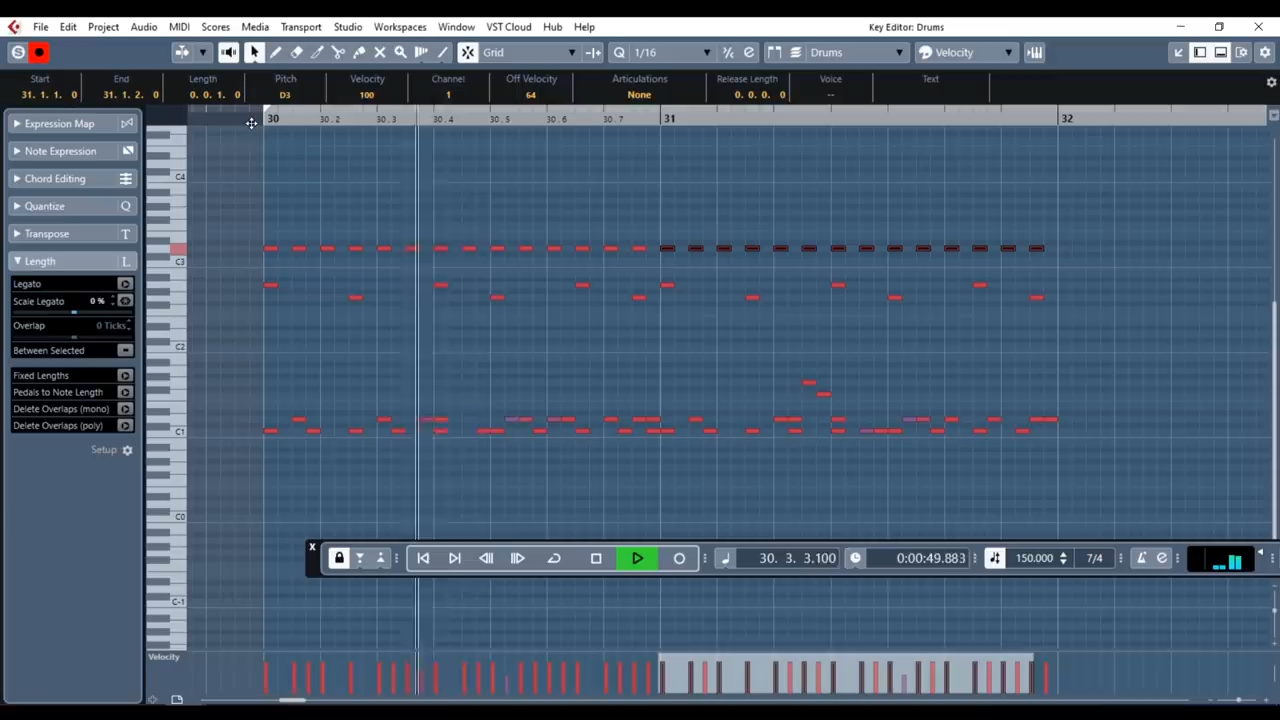 File Edit Project Audio MIDI Scores Media Transport Studio Workspaces Window VST Cloud Hub Help Key Editor: Drums
Grid Q 1/16 Drums Velocity
Start End Length Pitch Velocity Channel Off Velocity Articulations Release Length Voice Text
31. 1. 1. 0 31. 1. 2. 0 0. 0. 1. 0 D3 100 1 64 None 0. 0. 0. 0 --
30 30. 2 30. 3 30. 4 30. 5 30. 6 30. 7 31 32
Expression Map
Note Expression
Chord Editing
Quantize Q
Transpose T
Length L
Legato
Scale Legato 0 %
Overlap 0 Ticks
Between Selected
Fixed Lengths
Pedals to Note Length
Delete Overlaps (mono)
Delete Overlaps (poly)
Setup
C4
C3
C2
C1
C0
C-1
X 30. 3. 3.100 0:00:49.883 150.000 7/4
Velocity